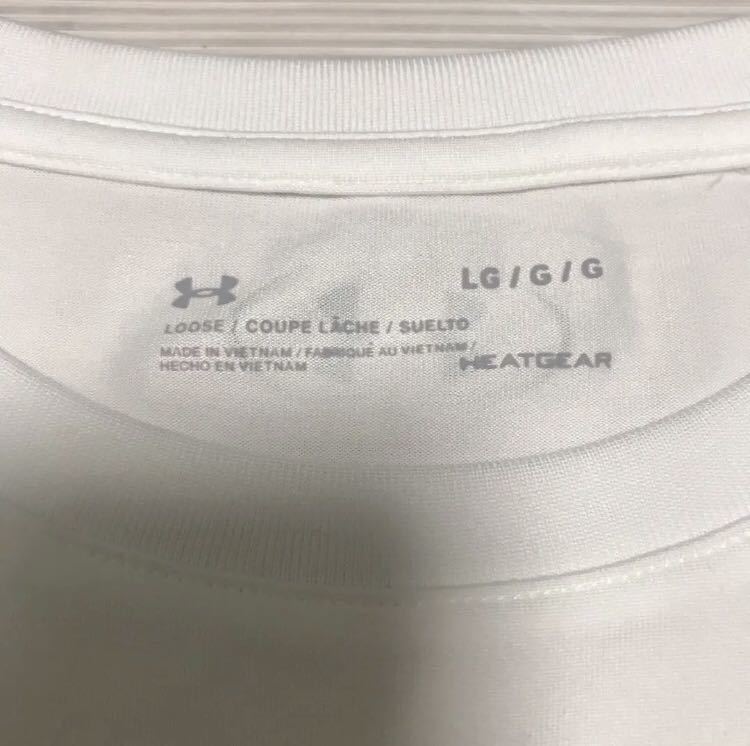 LG / G / G
LOOSE / COUPE LÂCHE / SUELTO
MADE IN VIETNAM / FABRIQUÉ AU VIETNAM /
HECHO EN VIETNAM
HEATGEAR